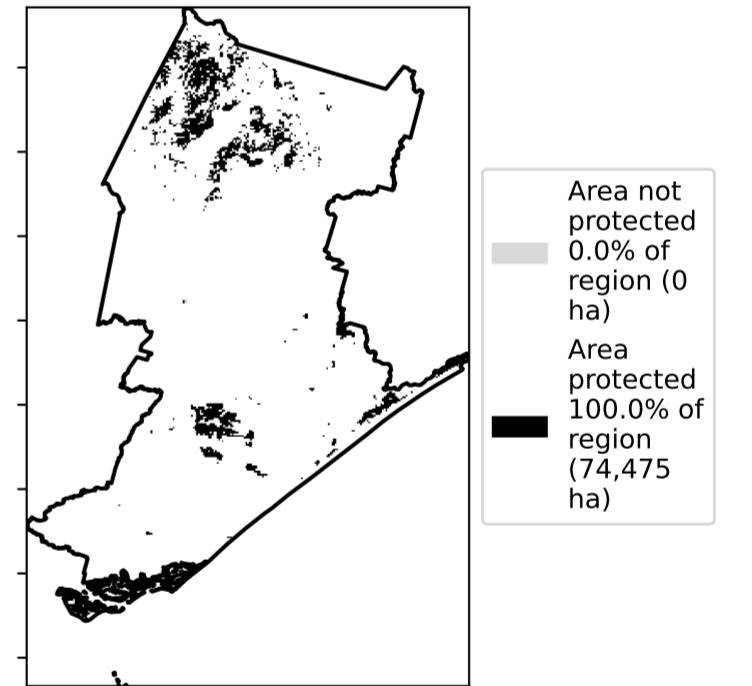 Area not
protected
0.0% of
region (0
ha)
Area
protected
100.0% of
region
(74,475
ha)